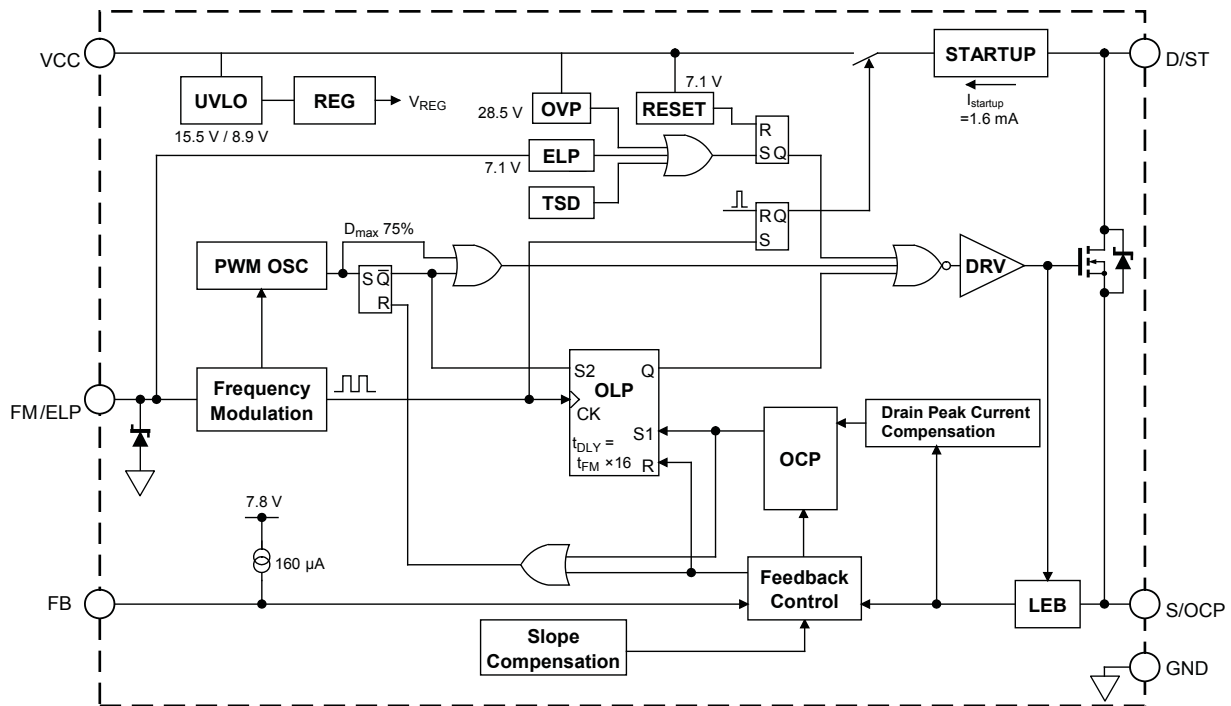 VCC
STARTUP
D/ST
UVLO
REG
V_REG
15.5 V / 8.9 V
28.5 V
OVP
7.1 V
RESET
I_startup
=1.6 mA
R
S Q
7.1 V
ELP
TSD
R Q
S
D_max 75%
PWM OSC
S Q̅
R
DRV
FM/ELP
Frequency
Modulation
S2
Q
OLP
CK
S1
t_DLY =
t_FM ×16
R
OCP
Drain Peak Current
Compensation
7.8 V
160 µA
FB
Feedback
Control
LEB
S/OCP
Slope
Compensation
GND